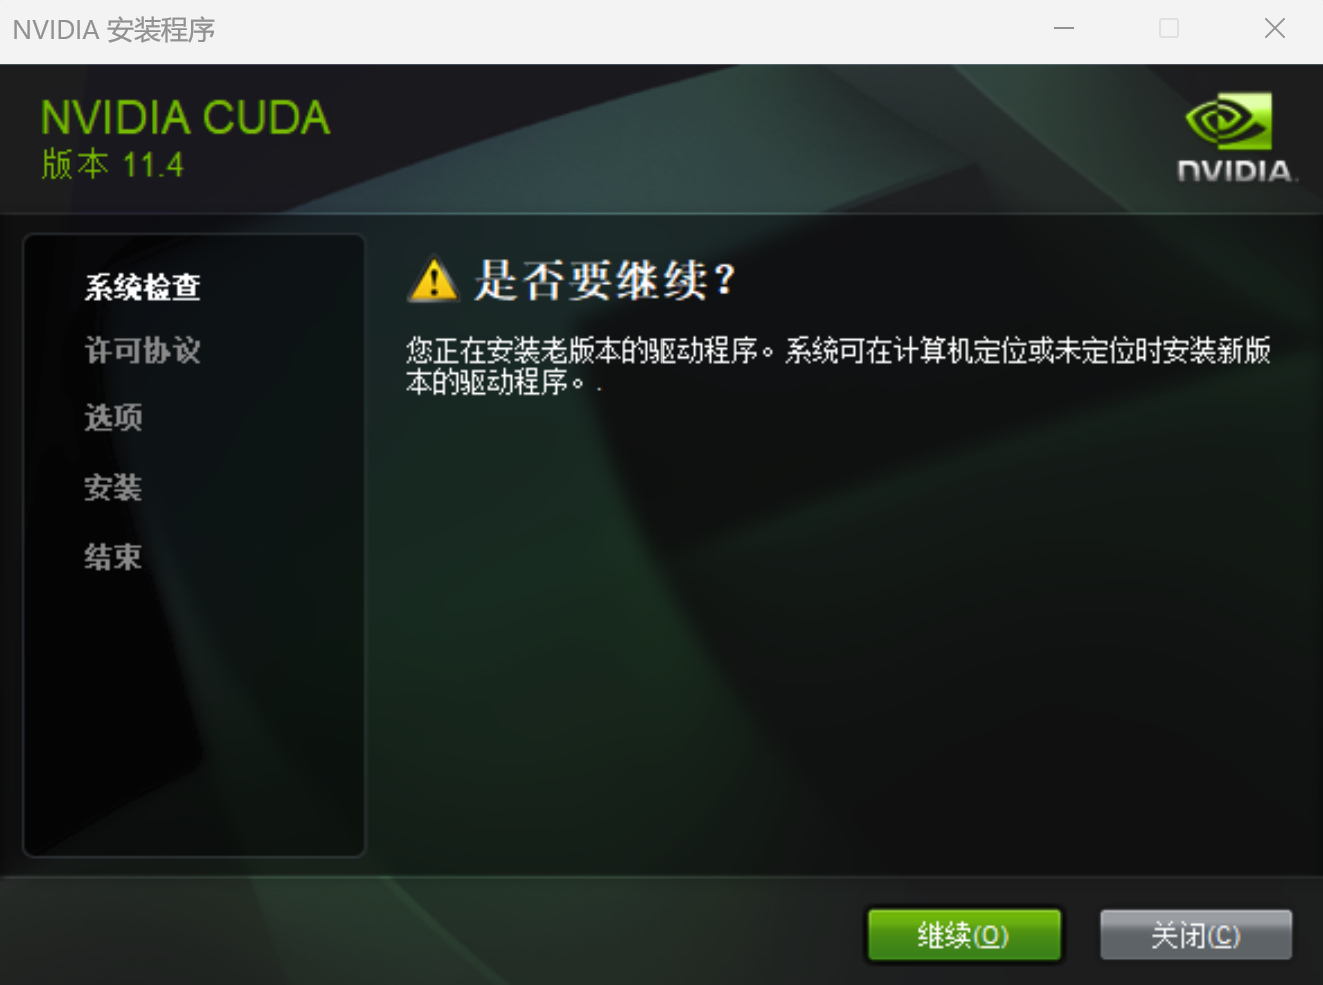 NVIDIA 安装程序
NVIDIA CUDA
版本 11.4
NVIDIA.
系统检查
许可协议
选项
安装
结束
是否要继续？
您正在安装老版本的驱动程序。系统可在计算机定位或未定位时安装新版
本的驱动程序。.
继续(O)
关闭(C)